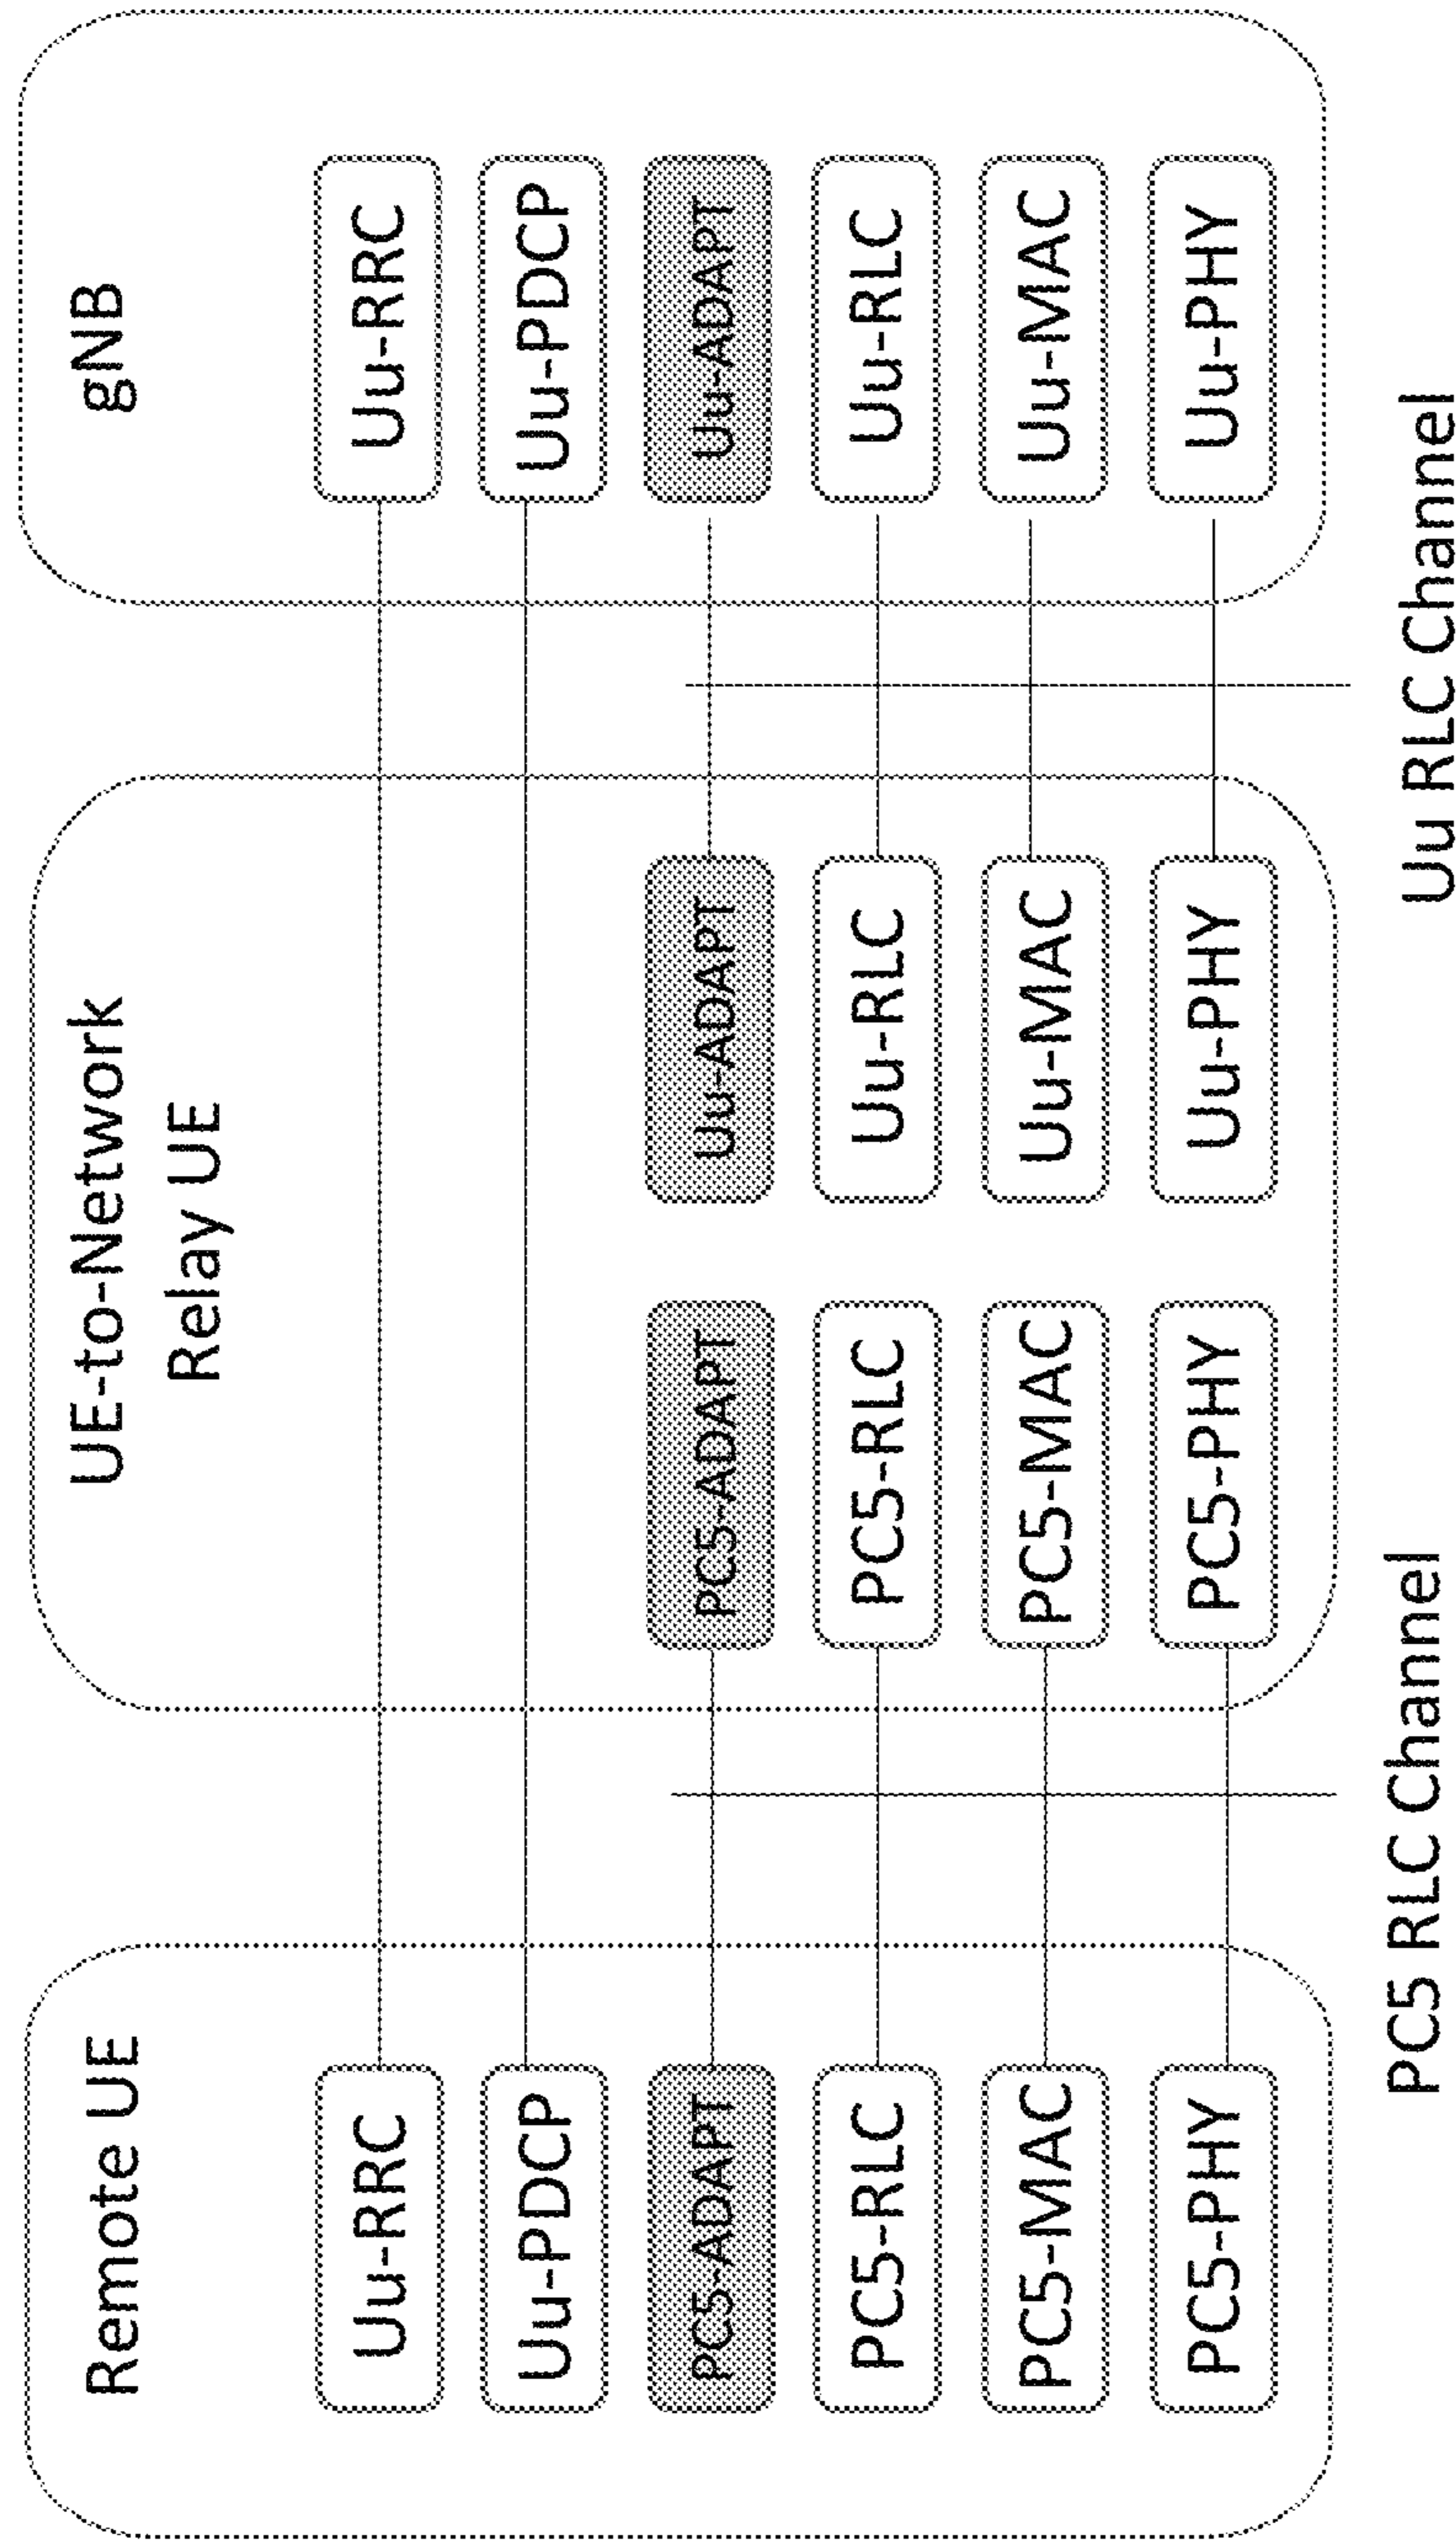 Remote UE
Uu-RRC
Uu-PDCP
PC5-ADAPT
PC5-RLC
PC5-MAC
PC5-PHY
UE-to-Network
Relay UE
PC5-ADAPT
PC5-RLC
PC5-MAC
PC5-PHY
Uu-ADAPT
Uu-RLC
Uu-MAC
Uu-PHY
gNB
Uu-RRC
Uu-PDCP
Uu-ADAPT
Uu-RLC
Uu-MAC
Uu-PHY
PC5 RLC Channel
Uu RLC Channel